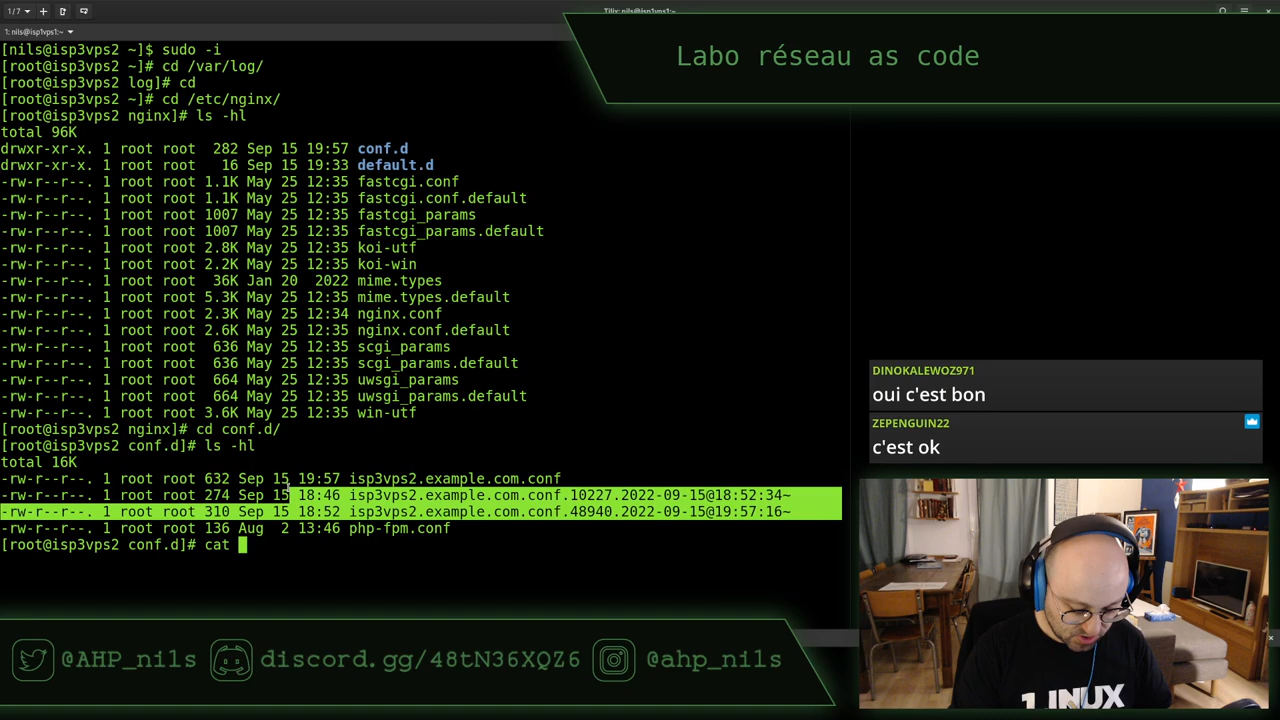 1/7
Tilix: nils@isp1vps1:~
1: nils@isp1vps1:~
[nils@isp3vps2 ~]$ sudo -i
[root@isp3vps2 ~]# cd /var/log/
[root@isp3vps2 log]# cd
[root@isp3vps2 ~]# cd /etc/nginx/
[root@isp3vps2 nginx]# ls -hl
total 96K
drwxr-xr-x. 1 root root  282 Sep 15 19:57 conf.d
drwxr-xr-x. 1 root root   16 Sep 15 19:33 default.d
-rw-r--r--. 1 root root 1.1K May 25 12:35 fastcgi.conf
-rw-r--r--. 1 root root 1.1K May 25 12:35 fastcgi.conf.default
-rw-r--r--. 1 root root 1007 May 25 12:35 fastcgi_params
-rw-r--r--. 1 root root 1007 May 25 12:35 fastcgi_params.default
-rw-r--r--. 1 root root 2.8K May 25 12:35 koi-utf
-rw-r--r--. 1 root root 2.2K May 25 12:35 koi-win
-rw-r--r--. 1 root root  36K Jan 20  2022 mime.types
-rw-r--r--. 1 root root 5.3K May 25 12:35 mime.types.default
-rw-r--r--. 1 root root 2.3K May 25 12:34 nginx.conf
-rw-r--r--. 1 root root 2.6K May 25 12:35 nginx.conf.default
-rw-r--r--. 1 root root  636 May 25 12:35 scgi_params
-rw-r--r--. 1 root root  636 May 25 12:35 scgi_params.default
-rw-r--r--. 1 root root  664 May 25 12:35 uwsgi_params
-rw-r--r--. 1 root root  664 May 25 12:35 uwsgi_params.default
-rw-r--r--. 1 root root 3.6K May 25 12:35 win-utf
[root@isp3vps2 nginx]# cd conf.d/
[root@isp3vps2 conf.d]# ls -hl
total 16K
-rw-r--r--. 1 root root 632 Sep 15 19:57 isp3vps2.example.com.conf
-rw-r--r--. 1 root root 274 Sep 15 18:46 isp3vps2.example.com.conf.10227.2022-09-15@18:52:34~
-rw-r--r--. 1 root root 310 Sep 15 18:52 isp3vps2.example.com.conf.48940.2022-09-15@19:57:16~
-rw-r--r--. 1 root root 136 Aug  2 13:46 php-fpm.conf
[root@isp3vps2 conf.d]# cat
Labo réseau as code
DINOKALEWOZ971
oui c'est bon
ZEPENGUIN22
c'est ok
@AHP_nils
discord.gg/48tN36XQZ6
@ahp_nils